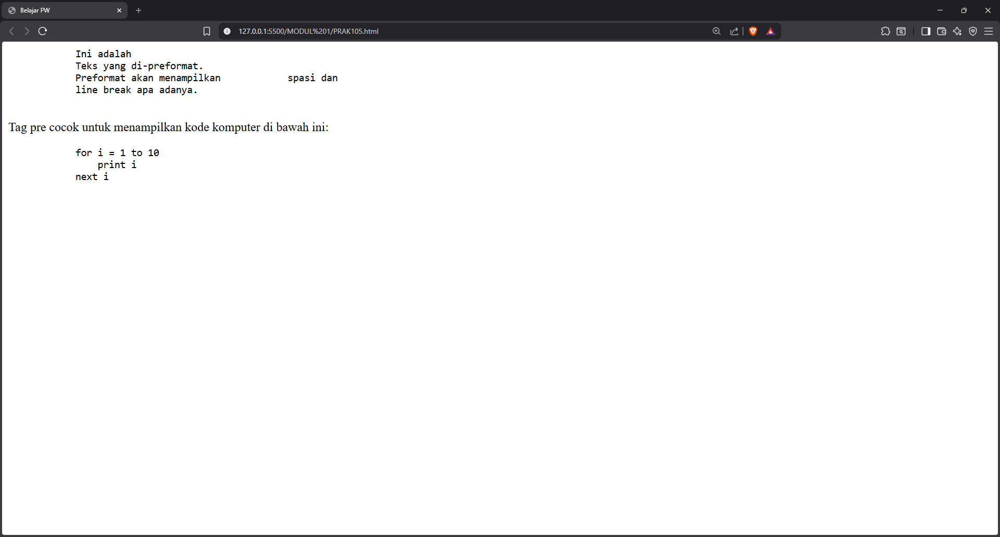 Belajar PW
127.0.0.1:5500/MODUL%201/PRAK105.html
Ini adalah
Teks yang di-preformat.
Preformat akan menampilkan            spasi dan
line break apa adanya.
Tag pre cocok untuk menampilkan kode komputer di bawah ini:
for i = 1 to 10
    print i
next i